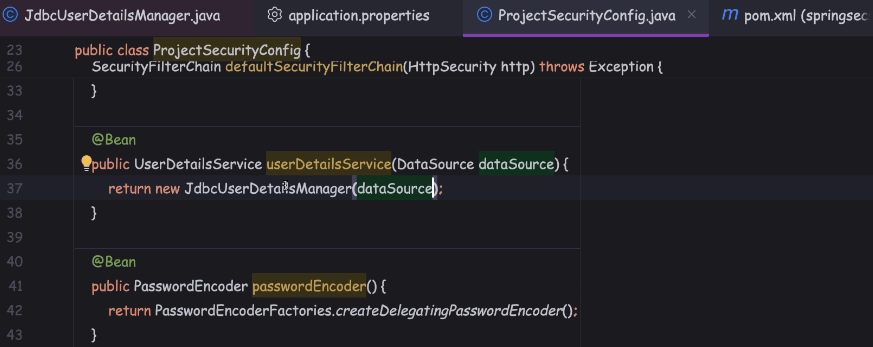 JdbcUserDetailsManager.java application.properties ProjectSecurityConfig.java × pom.xml (springsec
23 public class ProjectSecurityConfig {
26 SecurityFilterChain defaultSecurityFilterChain(HttpSecurity http) throws Exception {
33 }
34
35 @Bean
36 public UserDetailsService userDetailsService(DataSource dataSource) {
37 return new JdbcUserDetailsManager(dataSource);
38 }
39
40 @Bean
41 public PasswordEncoder passwordEncoder() {
42 return PasswordEncoderFactories.createDelegatingPasswordEncoder();
43 }